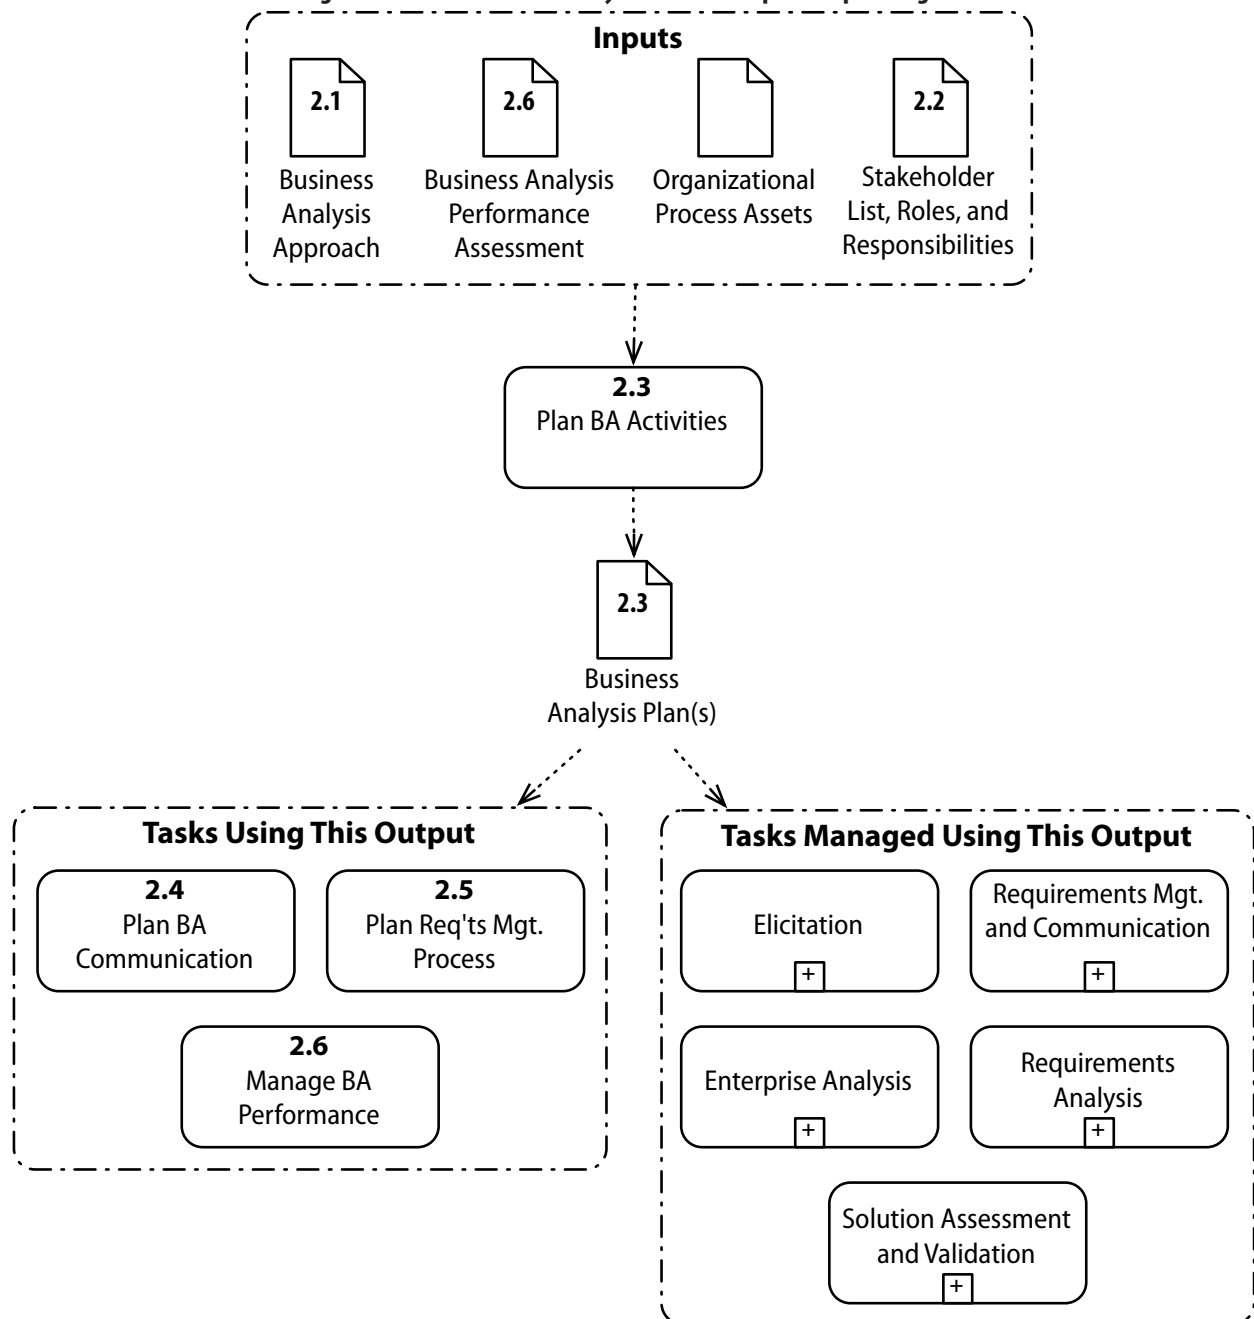 Inputs
2.1
2.6
2.2
Business
Analysis
Approach
Business Analysis
Performance
Assessment
Organizational
Process Assets
Stakeholder
List, Roles, and
Responsibilities
2.3
Plan BA Activities
2.3
Business
Analysis Plan(s)
Tasks Using This Output
2.4
Plan BA
Communication
2.5
Plan Req'ts Mgt.
Process
2.6
Manage BA
Performance
Tasks Managed Using This Output
Elicitation
+
Requirements Mgt.
and Communication
+
Enterprise Analysis
+
Requirements
Analysis
+
Solution Assessment
and Validation
+